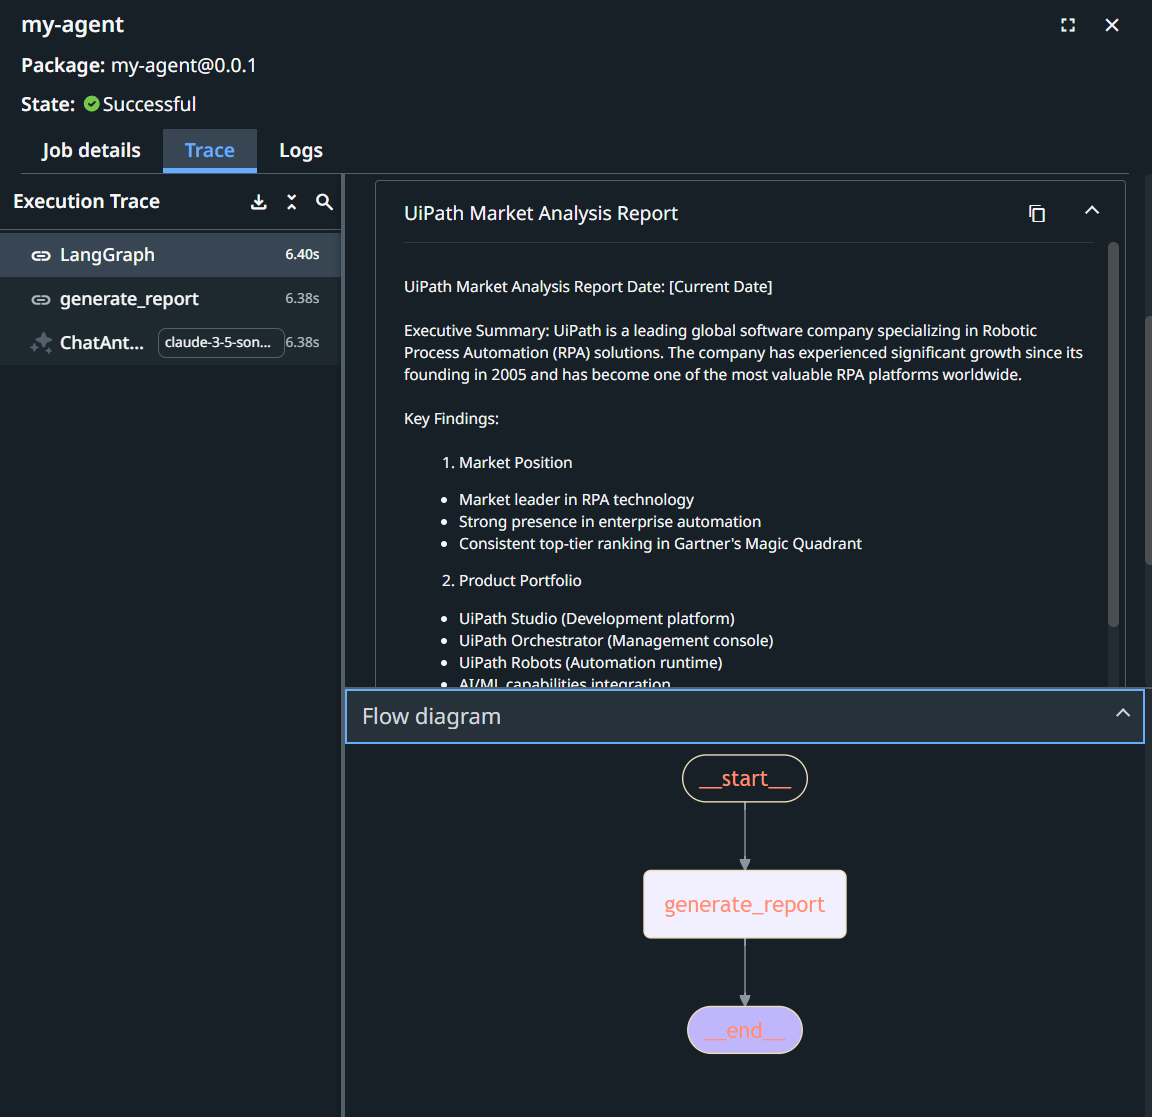 my-agent
Package: my-agent@0.0.1
State: Successful
Job details
Trace
Logs
Execution Trace
LangGraph
6.40s
generate_report
6.38s
ChatAnt...
claude-3-5-son...
6.38s
UiPath Market Analysis Report
UiPath Market Analysis Report Date: [Current Date]
Executive Summary: UiPath is a leading global software company specializing in Robotic
Process Automation (RPA) solutions. The company has experienced significant growth since its
founding in 2005 and has become one of the most valuable RPA platforms worldwide.
Key Findings:
1. Market Position
• Market leader in RPA technology
• Strong presence in enterprise automation
• Consistent top-tier ranking in Gartner's Magic Quadrant
2. Product Portfolio
• UiPath Studio (Development platform)
• UiPath Orchestrator (Management console)
• UiPath Robots (Automation runtime)
• AI/ML capabilities integration
Flow diagram
__start__
generate_report
__end__